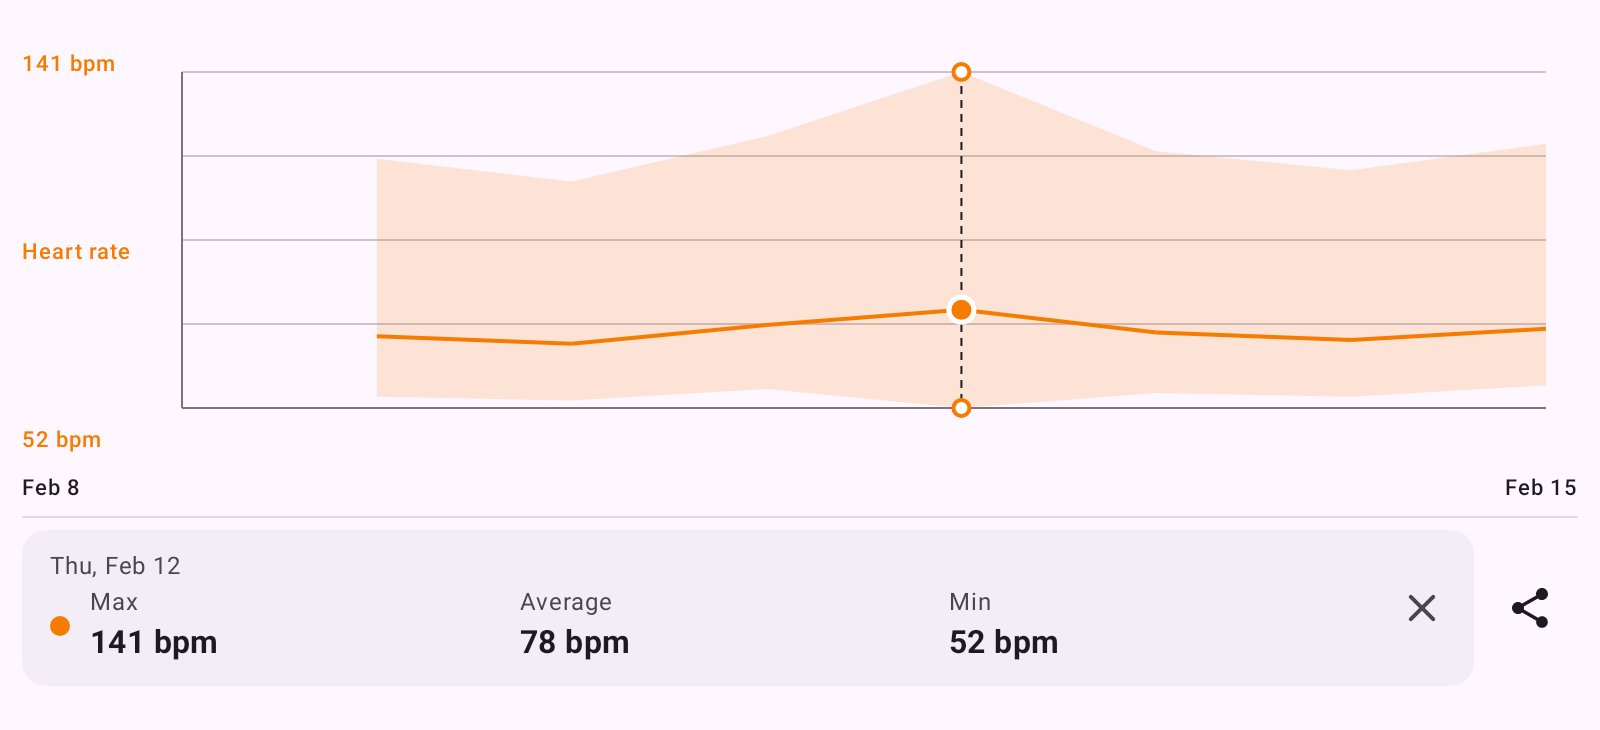 141 bpm
Heart rate
52 bpm
Feb 8
Feb 15
Thu, Feb 12
Max
Average
Min
141 bpm
78 bpm
52 bpm